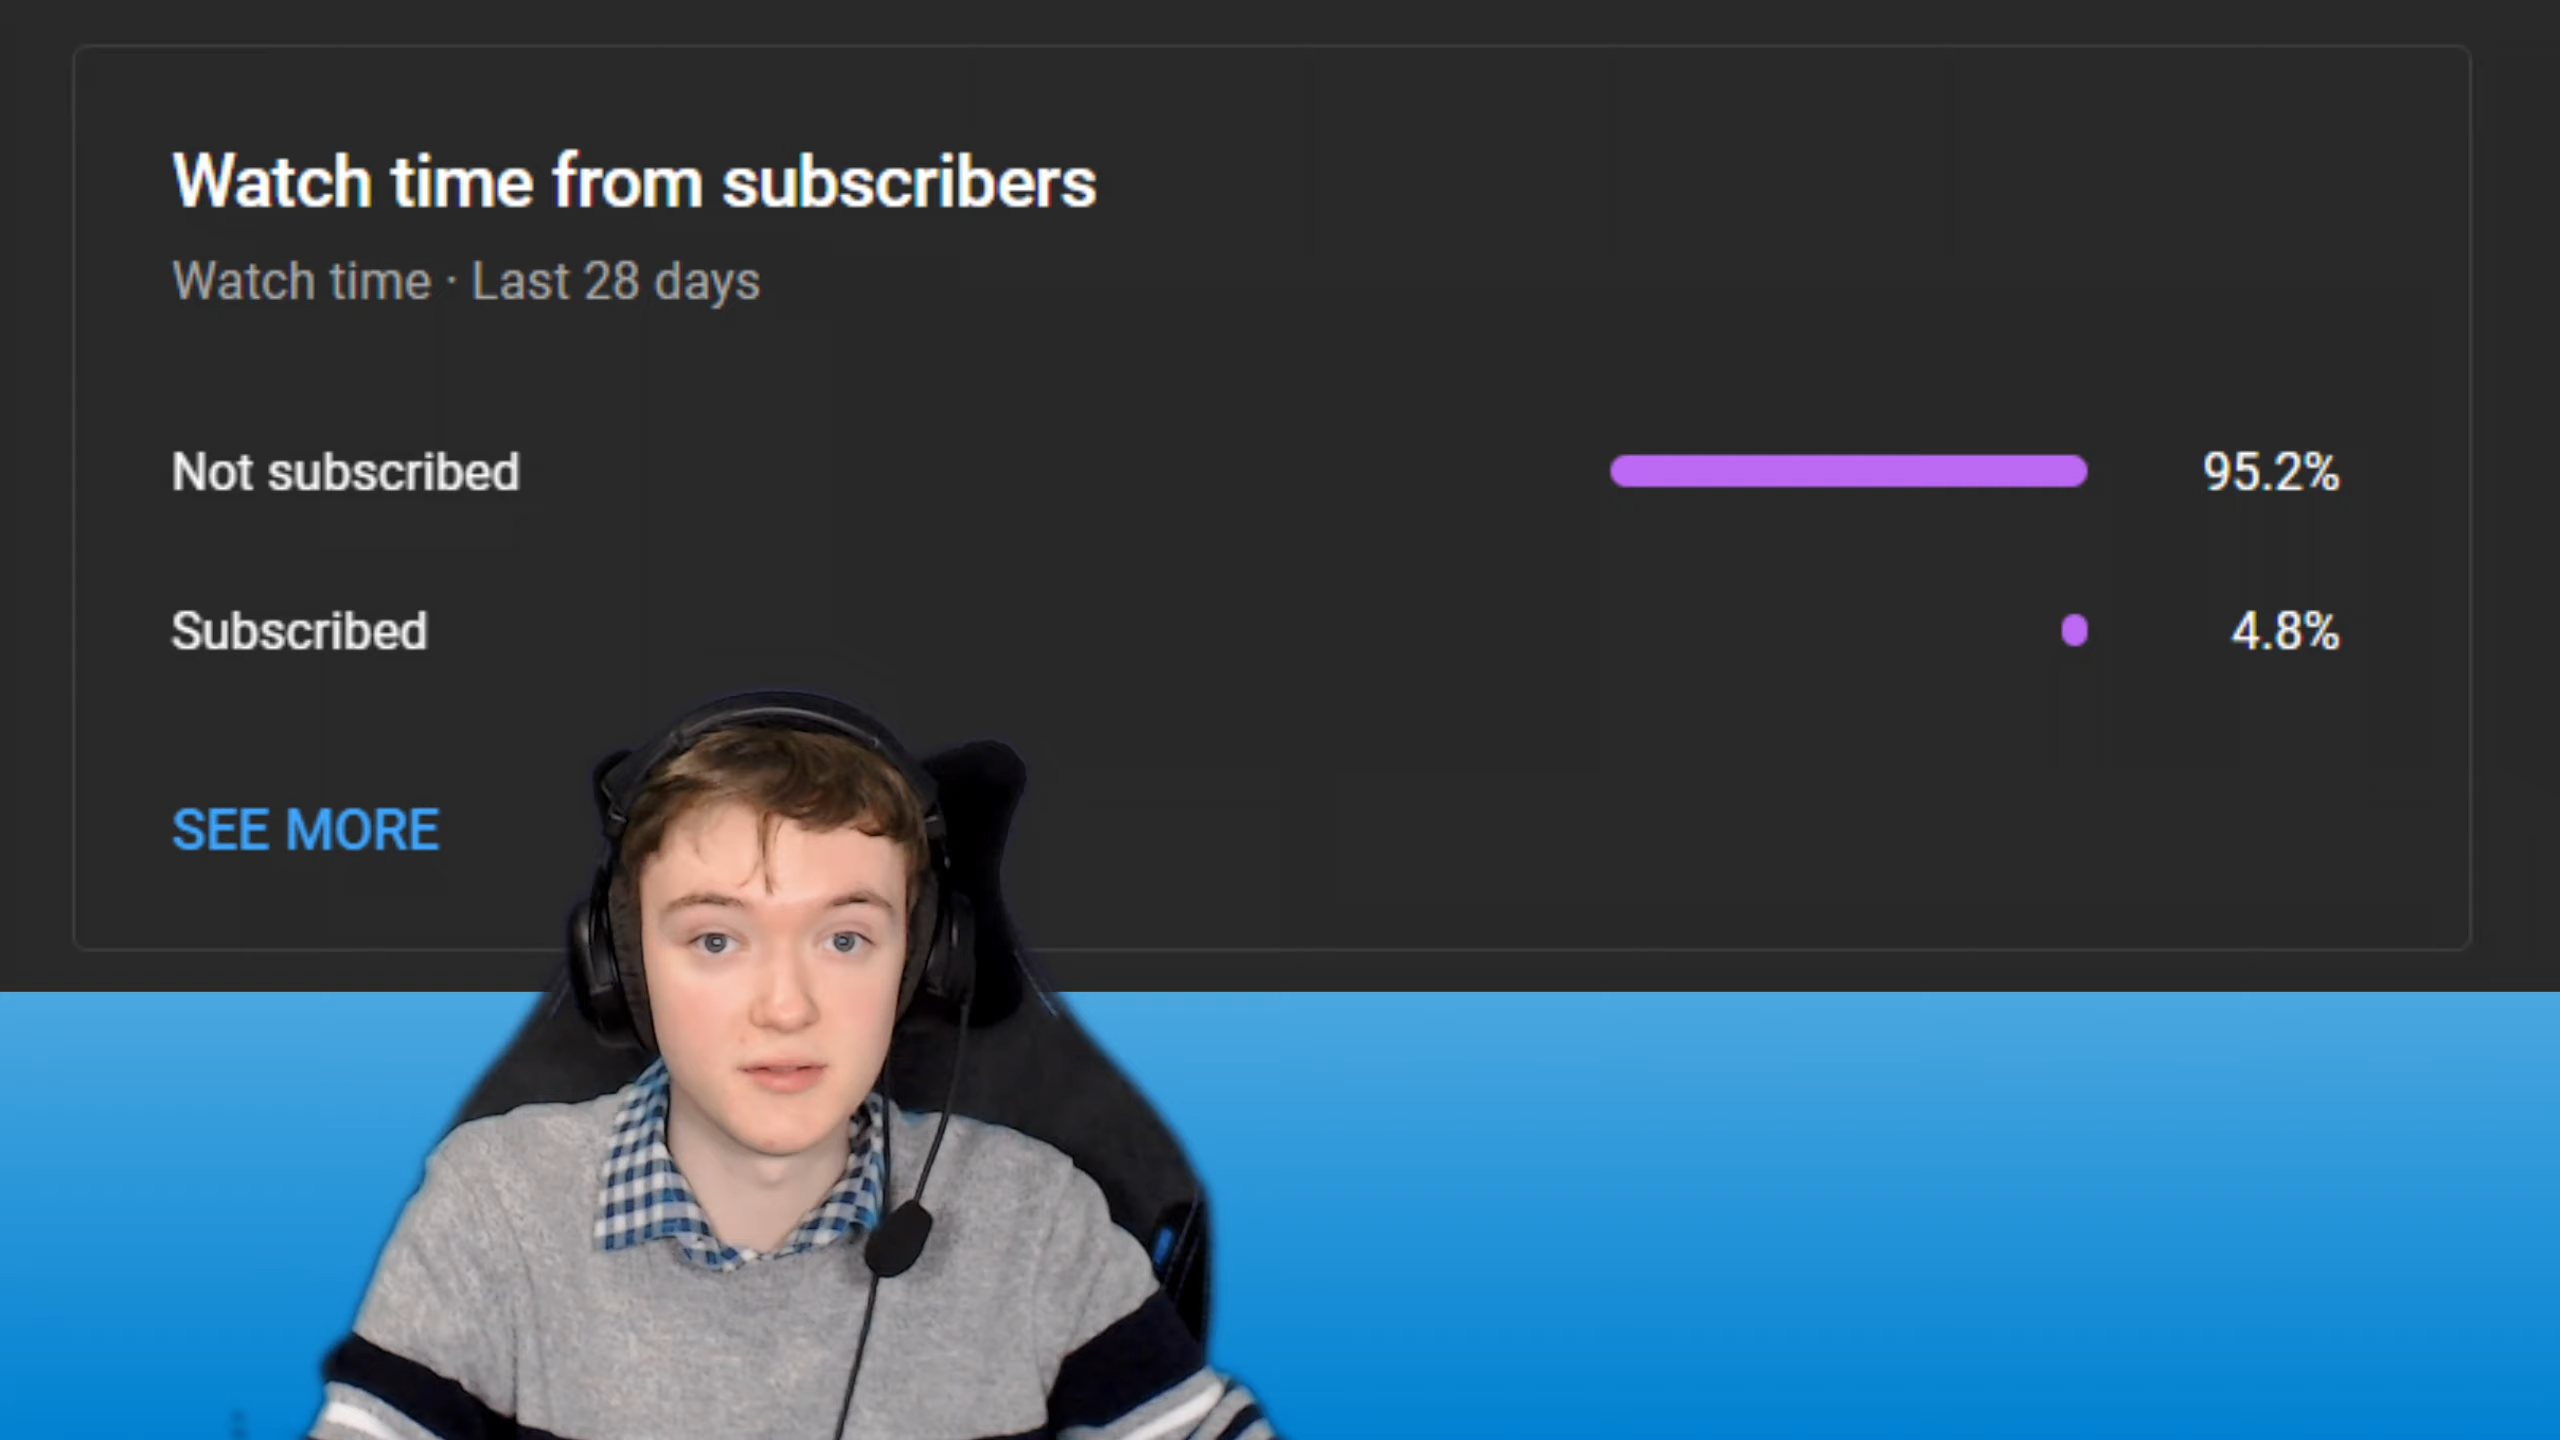 Watch time from subscribers
Watch time · Last 28 days
Not subscribed 95.2%
Subscribed 4.8%
SEE MORE